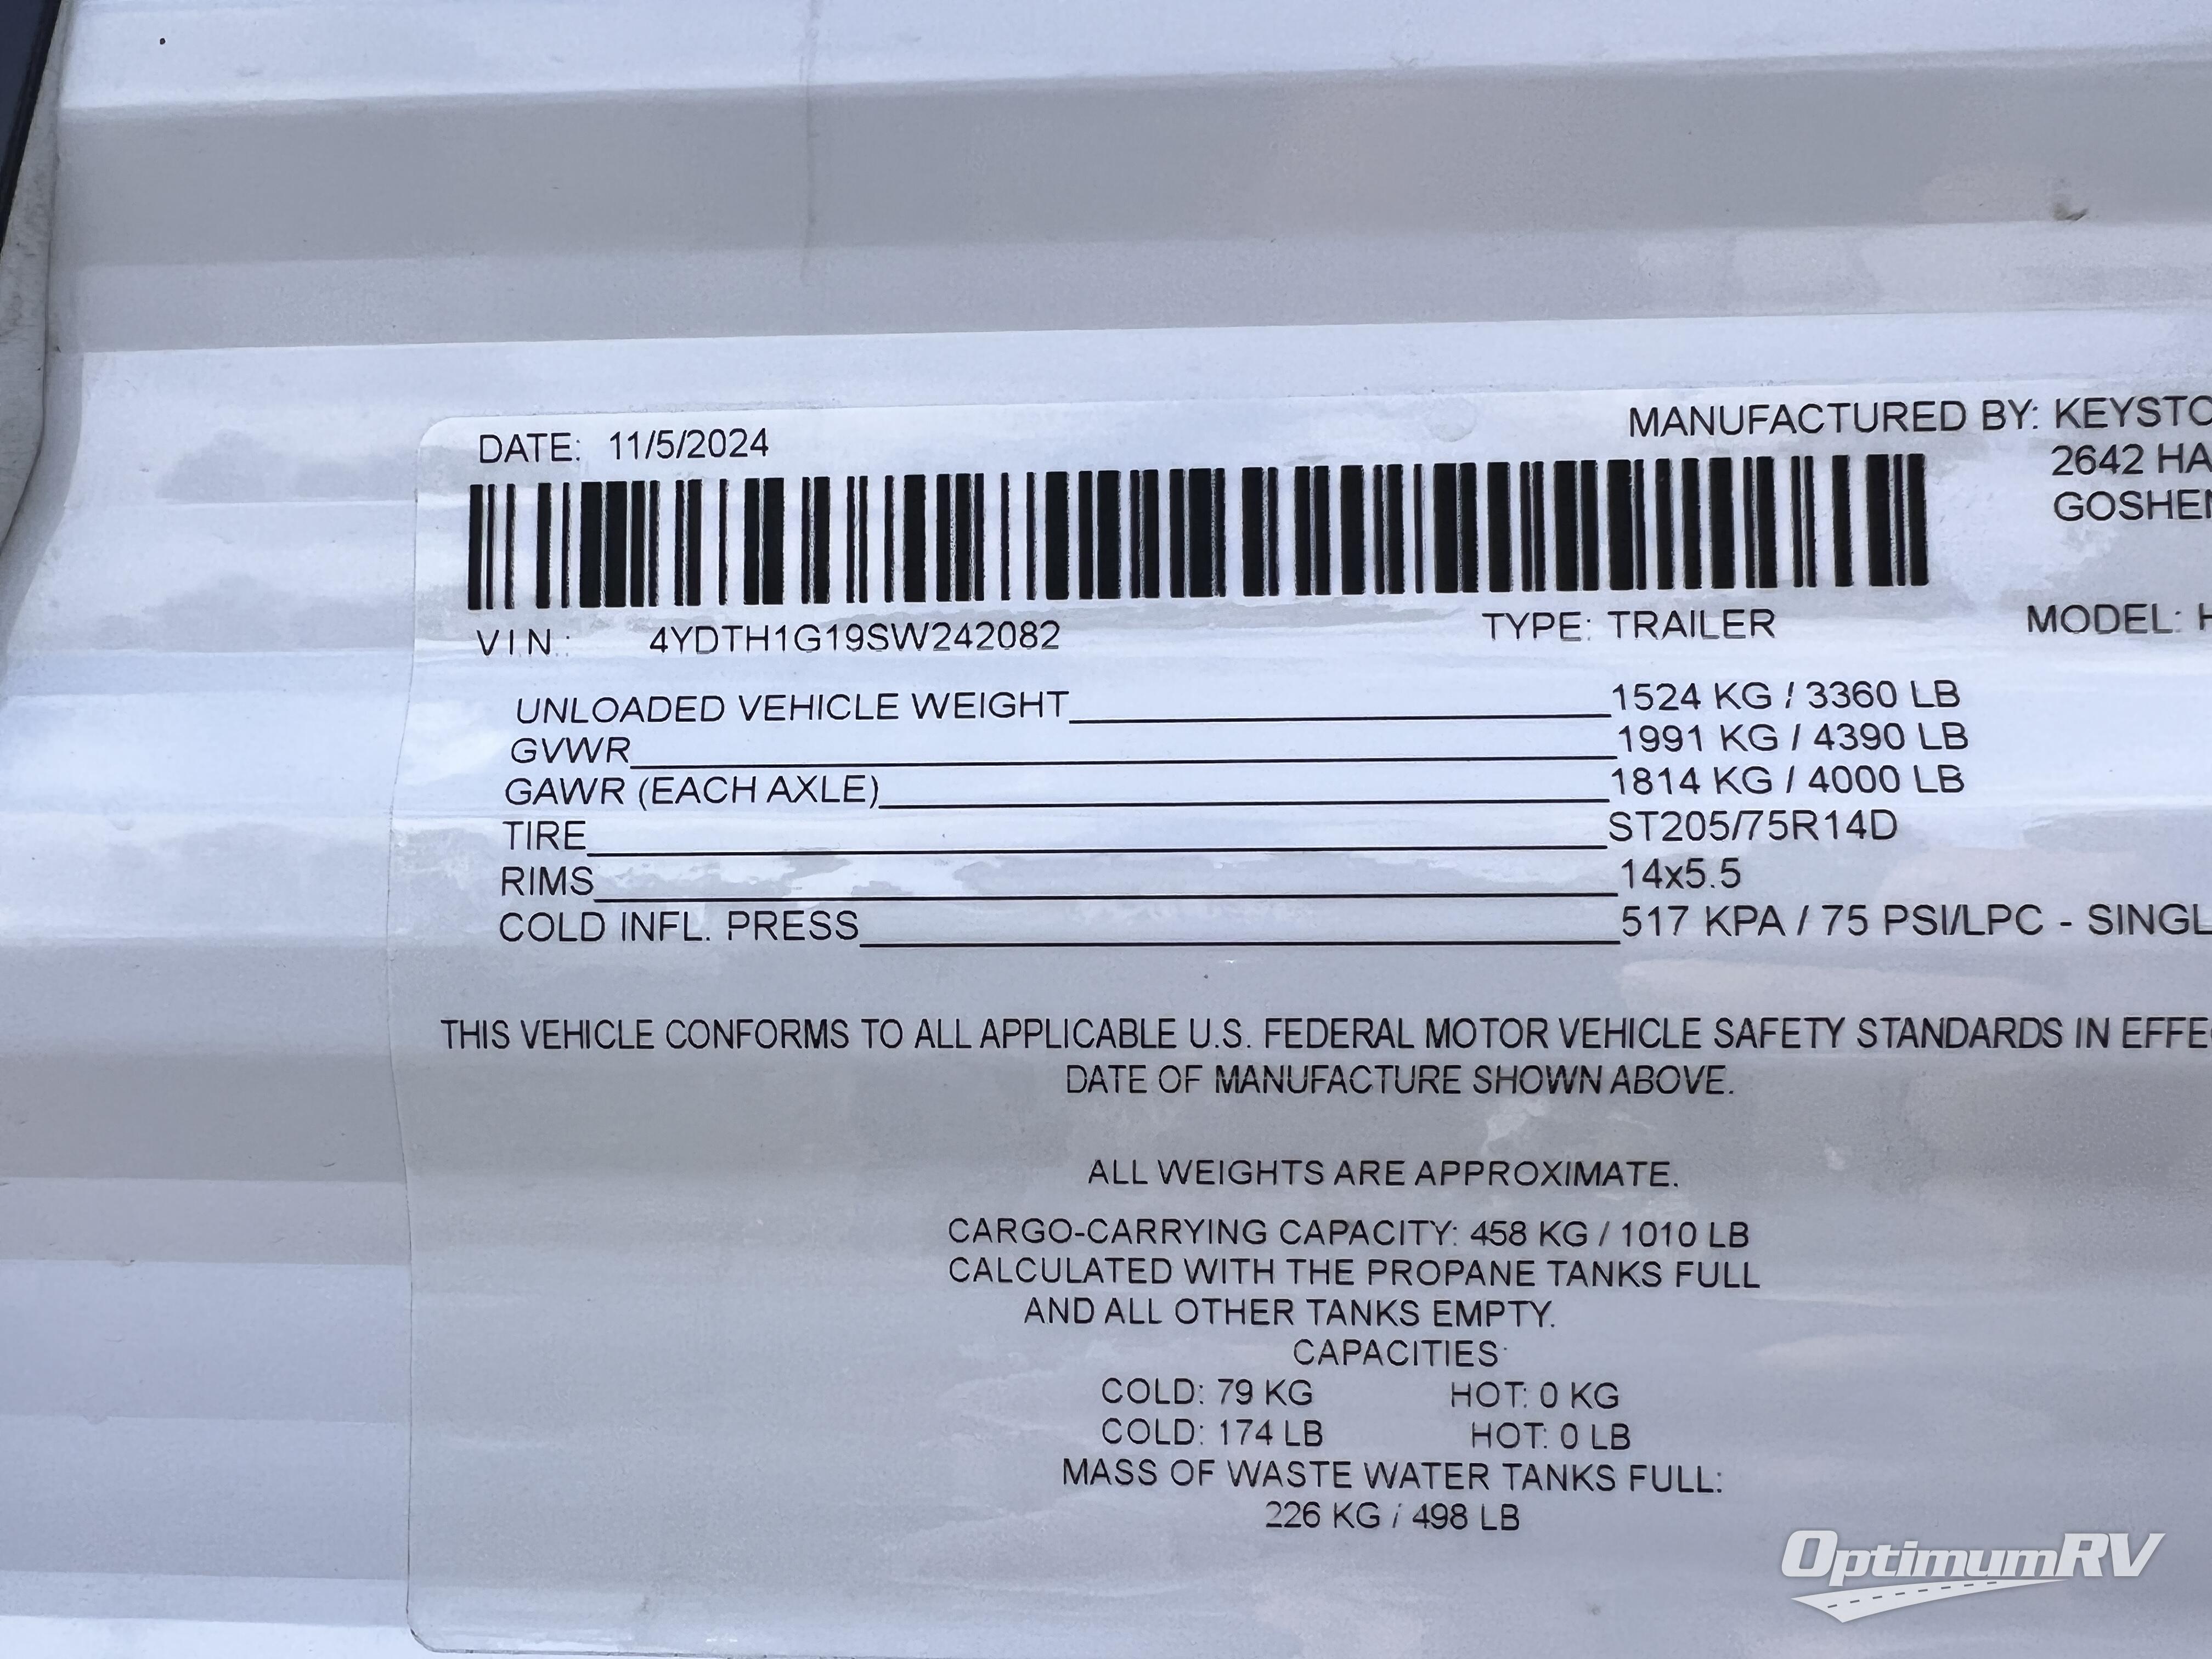 DATE: 11/5/2024
MANUFACTURED BY: KEYSTO
2642 HA
GOSHEN
V.I.N.: 4YDTH1G19SW242082 TYPE: TRAILER MODEL: H
UNLOADED VEHICLE WEIGHT 1524 KG / 3360 LB
GVWR 1991 KG / 4390 LB
GAWR (EACH AXLE) 1814 KG / 4000 LB
TIRE ST205/75R14D
RIMS 14x5.5
COLD INFL. PRESS 517 KPA / 75 PSI/LPC - SINGL
THIS VEHICLE CONFORMS TO ALL APPLICABLE U.S. FEDERAL MOTOR VEHICLE SAFETY STANDARDS IN EFFE
DATE OF MANUFACTURE SHOWN ABOVE.
ALL WEIGHTS ARE APPROXIMATE.
CARGO-CARRYING CAPACITY: 458 KG / 1010 LB
CALCULATED WITH THE PROPANE TANKS FULL
AND ALL OTHER TANKS EMPTY.
CAPACITIES:
COLD: 79 KG HOT: 0 KG
COLD: 174 LB HOT: 0 LB
MASS OF WASTE WATER TANKS FULL:
226 KG / 498 LB
OptimumRV